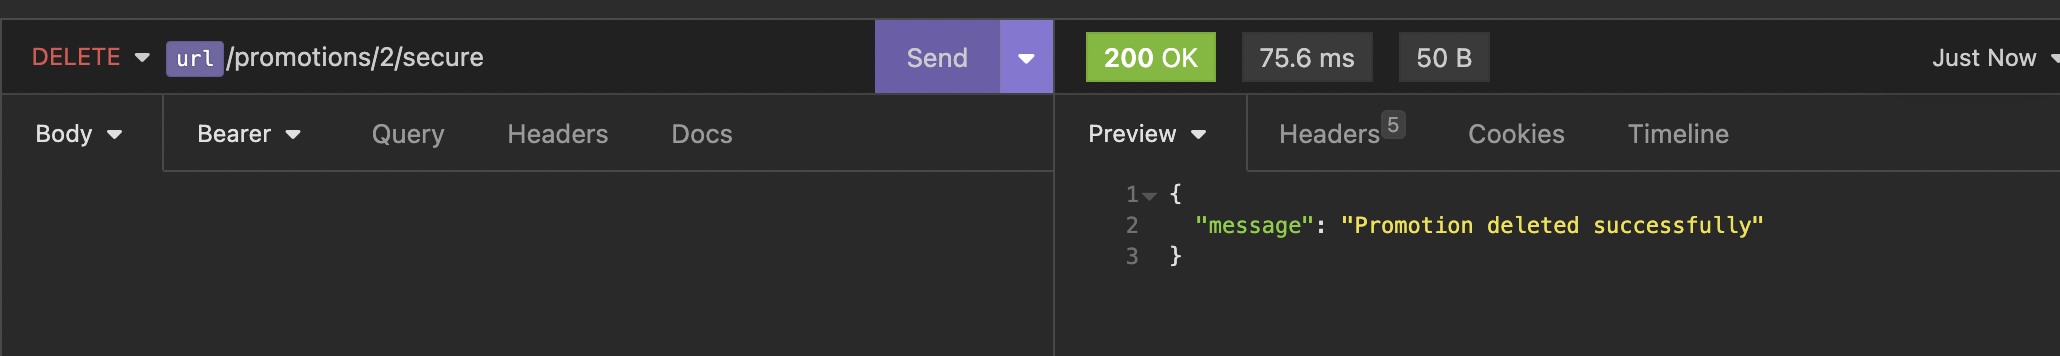 DELETE url/promotions/2/secure Send 200 OK 75.6 ms 50 B Just Now
Body Bearer Query Headers Docs Preview Headers 5 Cookies Timeline
1 {
2 "message": "Promotion deleted successfully"
3 }